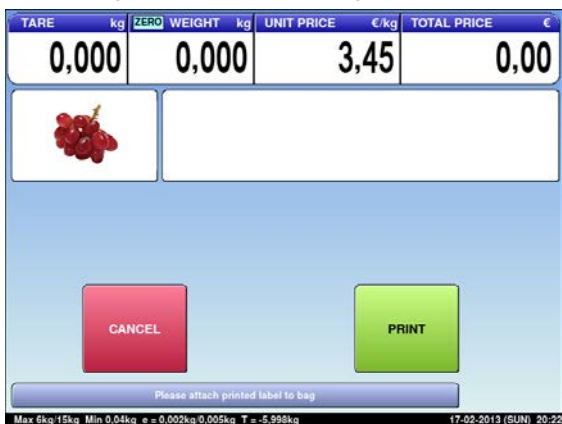 TARE kg ZERO WEIGHT kg UNIT PRICE €/kg TOTAL PRICE €
0,000 0,000 3,45 0,00
CANCEL PRINT
Please attach printed label to bag
Max 6kg/15kg Min 0,04kg e = 0,002kg/0,005kg T = -5,998kg 17-02-2013 (SUN) 20:22